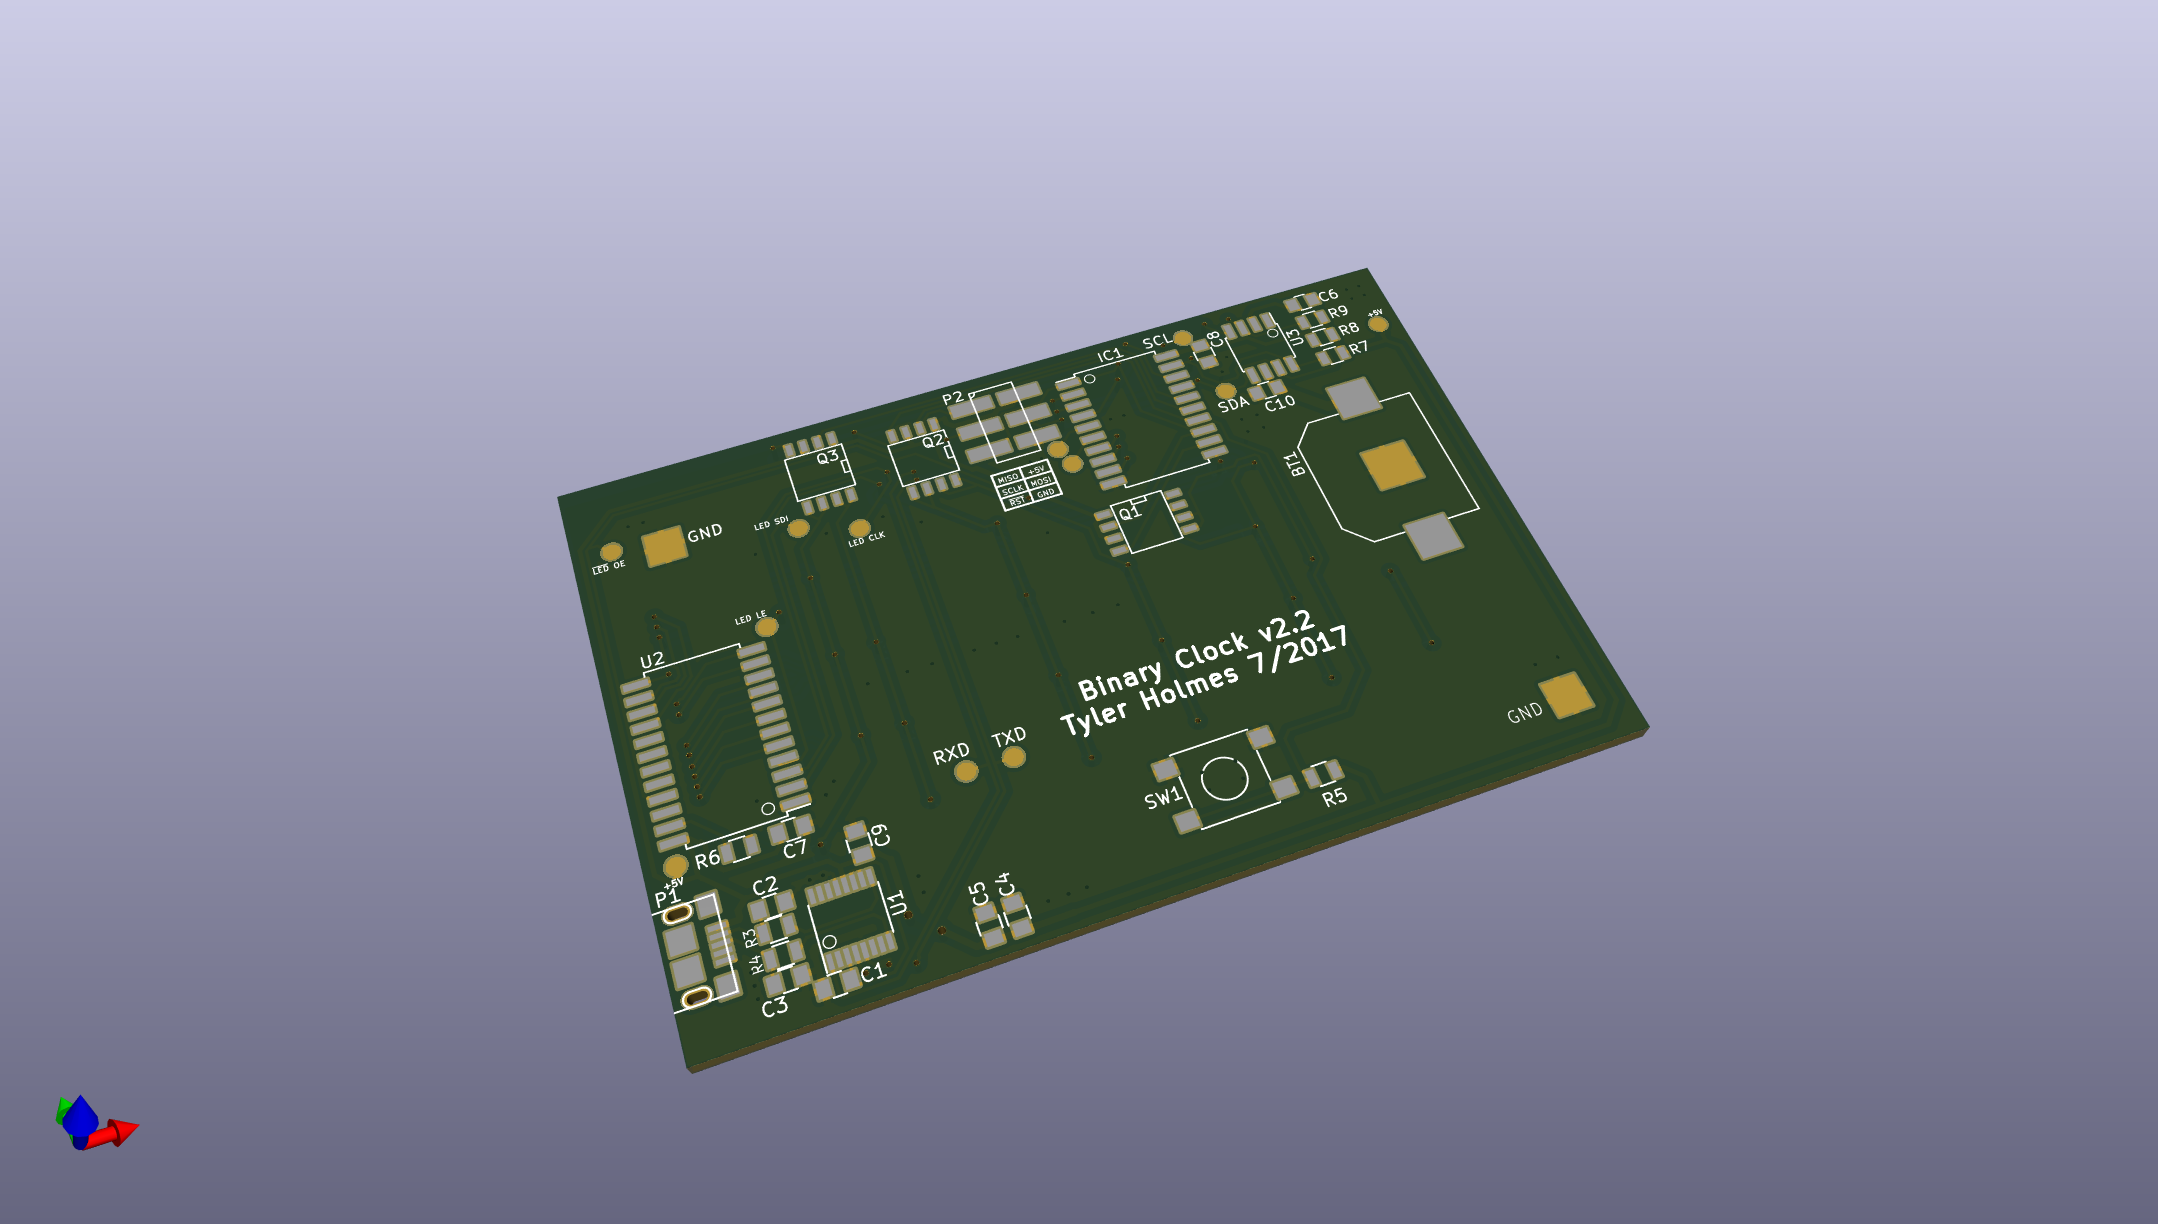 C6
R9
+5V
R8
R7
U3
C8
SCL
IC1
P2
SDA
C10
Q2
Q3
BT1
MISO +5V
SCLK MOSI
RST GND
Q1
LED SDI
LED CLK
GND
LED OE
LED LE
U2
Binary Clock v2.2
Tyler Holmes 7/2017
GND
RXD
TXD
SW1
R5
R6
C7
C9
+5V
P1
C2
U1
C5
C4
R3
R4
C1
C3